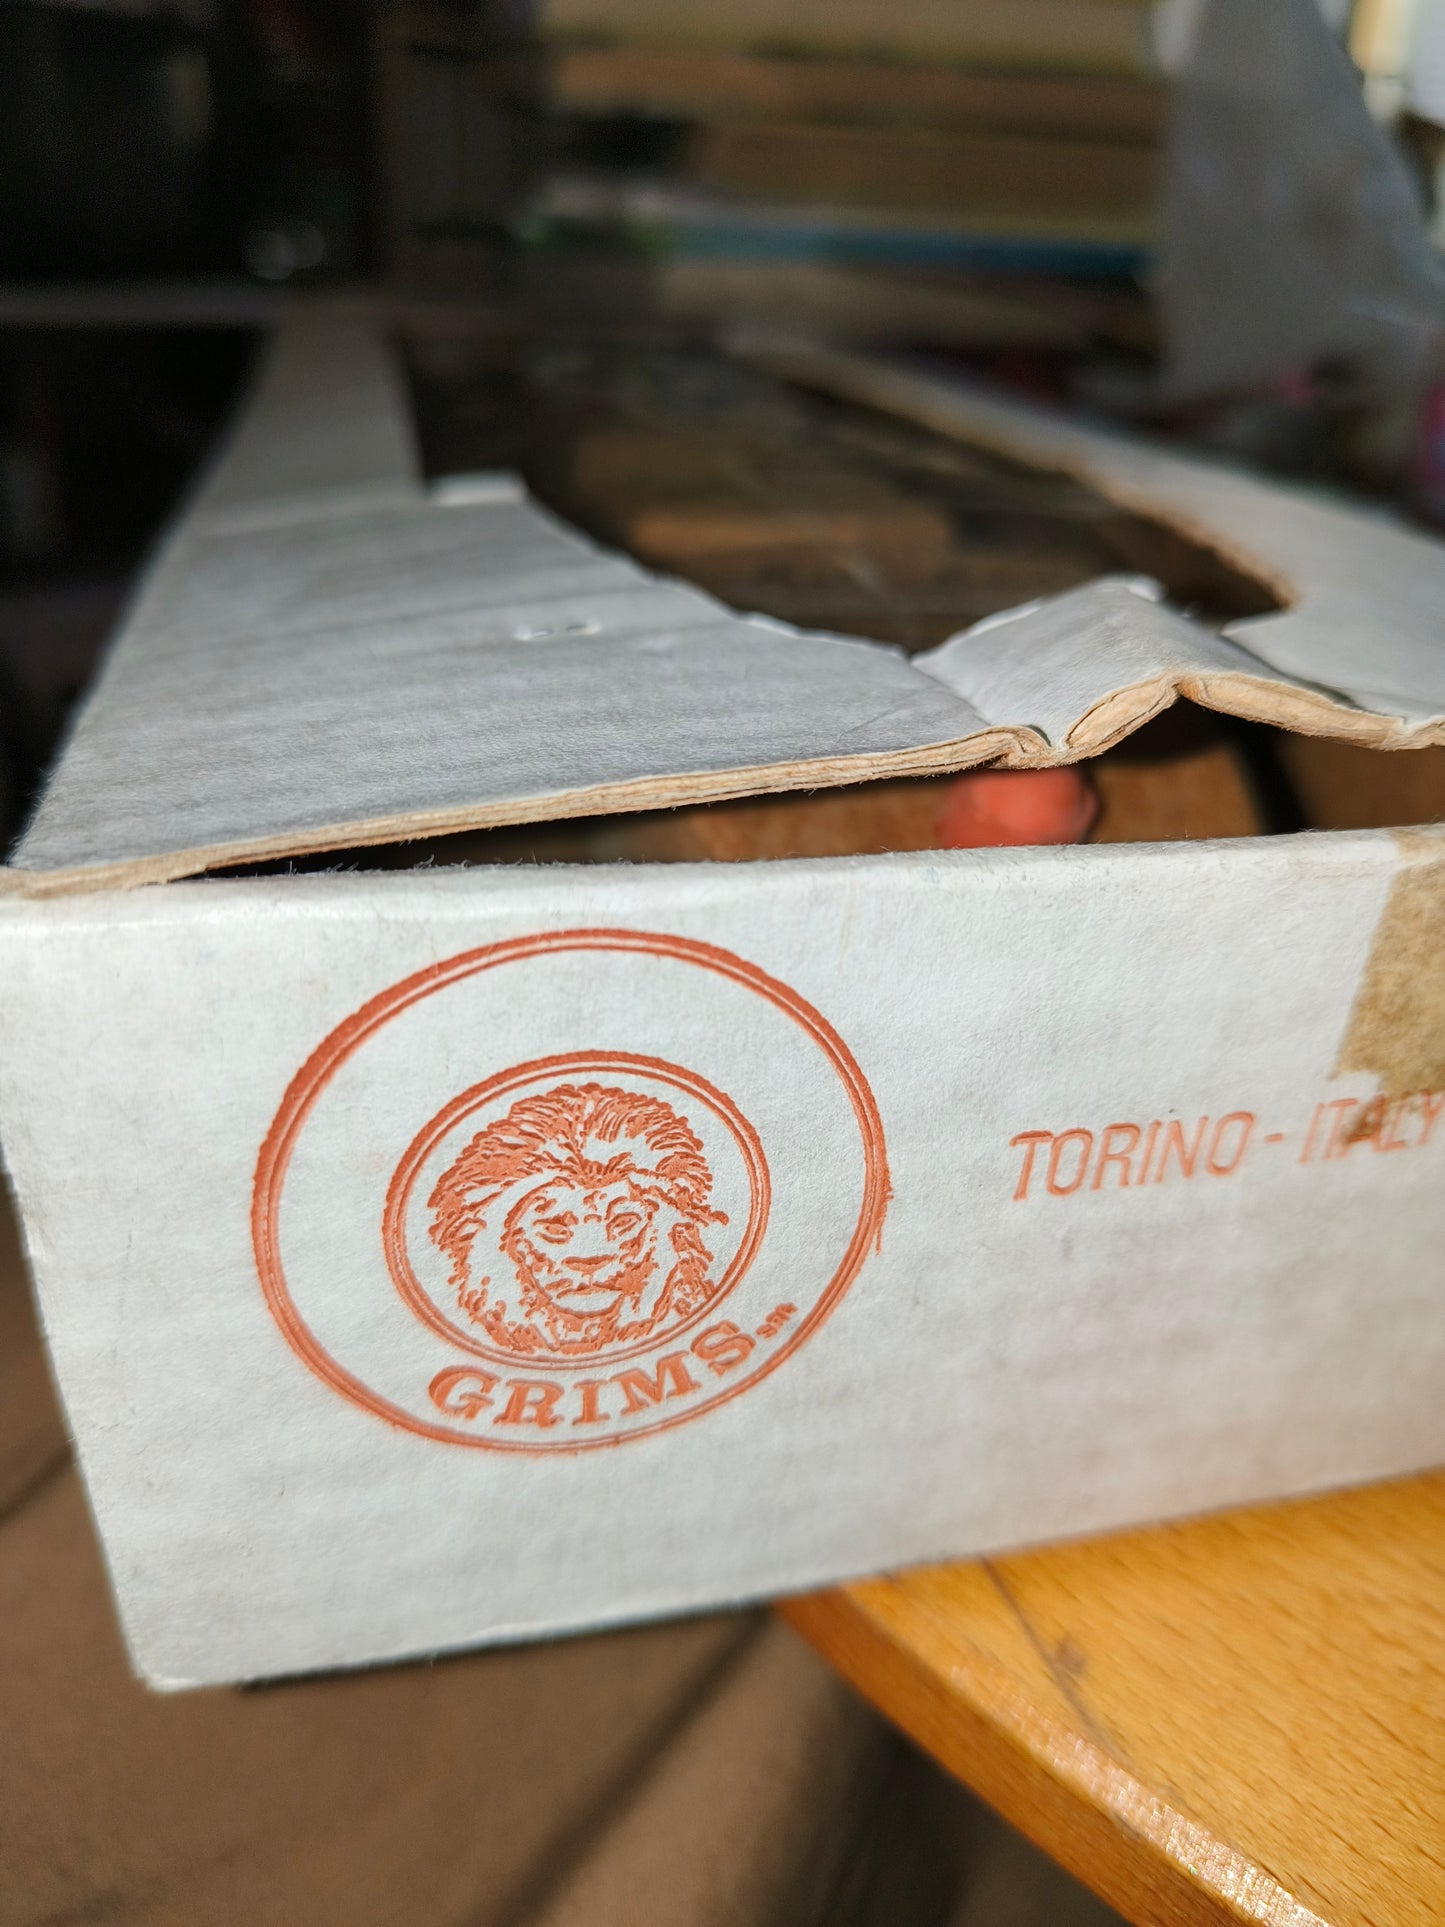 GRIMS s.r.l.
TORINO - ITALY